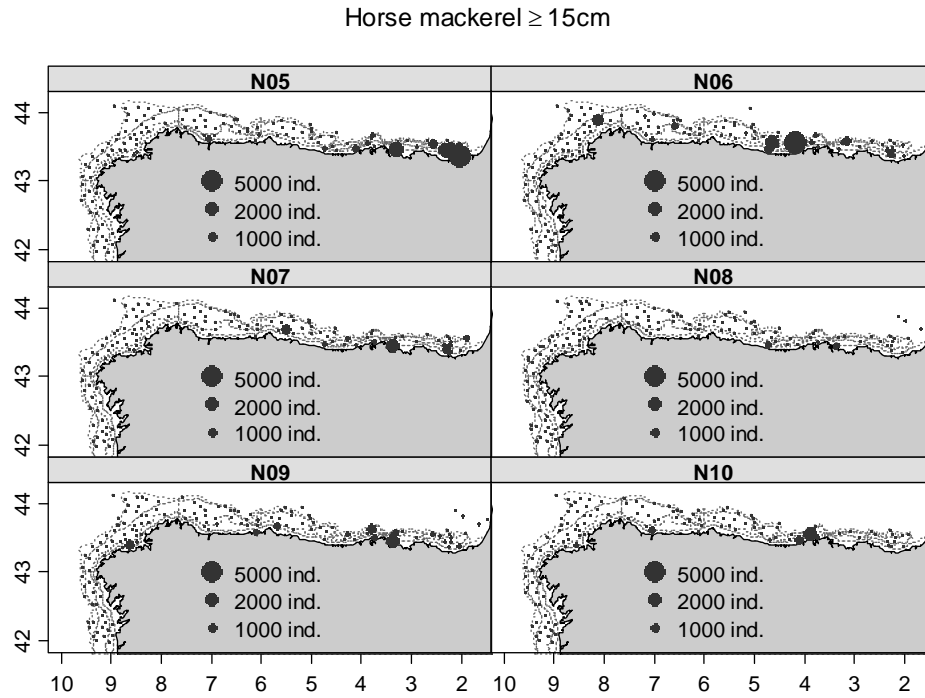 Horse mackerel ≥ 15cm
N05 N06
44
43
42
5000 ind. 5000 ind.
2000 ind. 2000 ind.
1000 ind. 1000 ind.
N07 N08
44
43
42
5000 ind. 5000 ind.
2000 ind. 2000 ind.
1000 ind. 1000 ind.
N09 N10
44
43
42
5000 ind. 5000 ind.
2000 ind. 2000 ind.
1000 ind. 1000 ind.
10 9 8 7 6 5 4 3 2 10 9 8 7 6 5 4 3 2